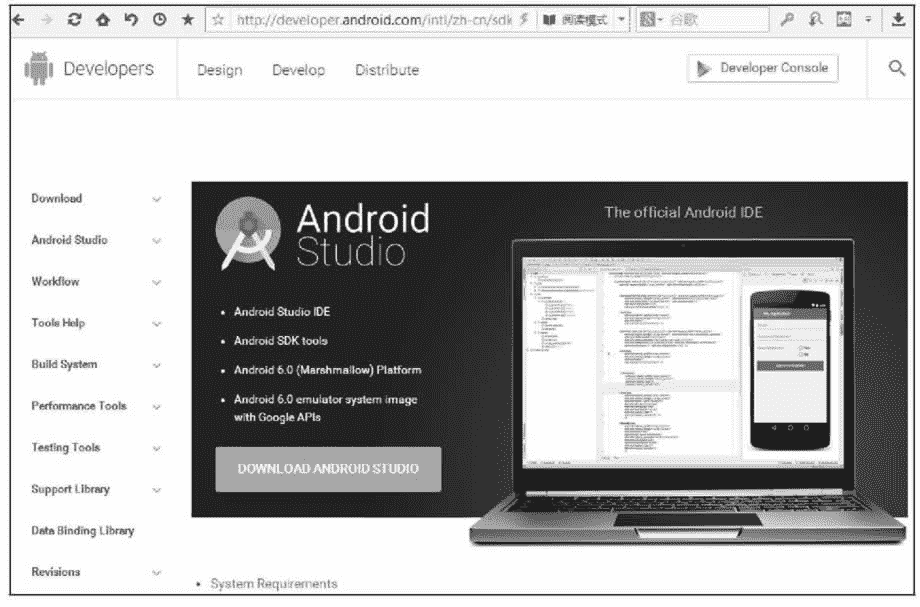 http://developer.android.com/intl/zh-cn/sdk
阅读模式
谷歌
Developers
Design
Develop
Distribute
Developer Console
Download
Android Studio
Workflow
Tools Help
Build System
Performance Tools
Testing Tools
Support Library
Data Binding Library
Revisions
Android
Studio
The official Android IDE
• Android Studio IDE
• Android SDK tools
• Android 6.0 (Marshmallow) Platform
• Android 6.0 emulator system image
with Google APIs
DOWNLOAD ANDROID STUDIO
• System Requirements